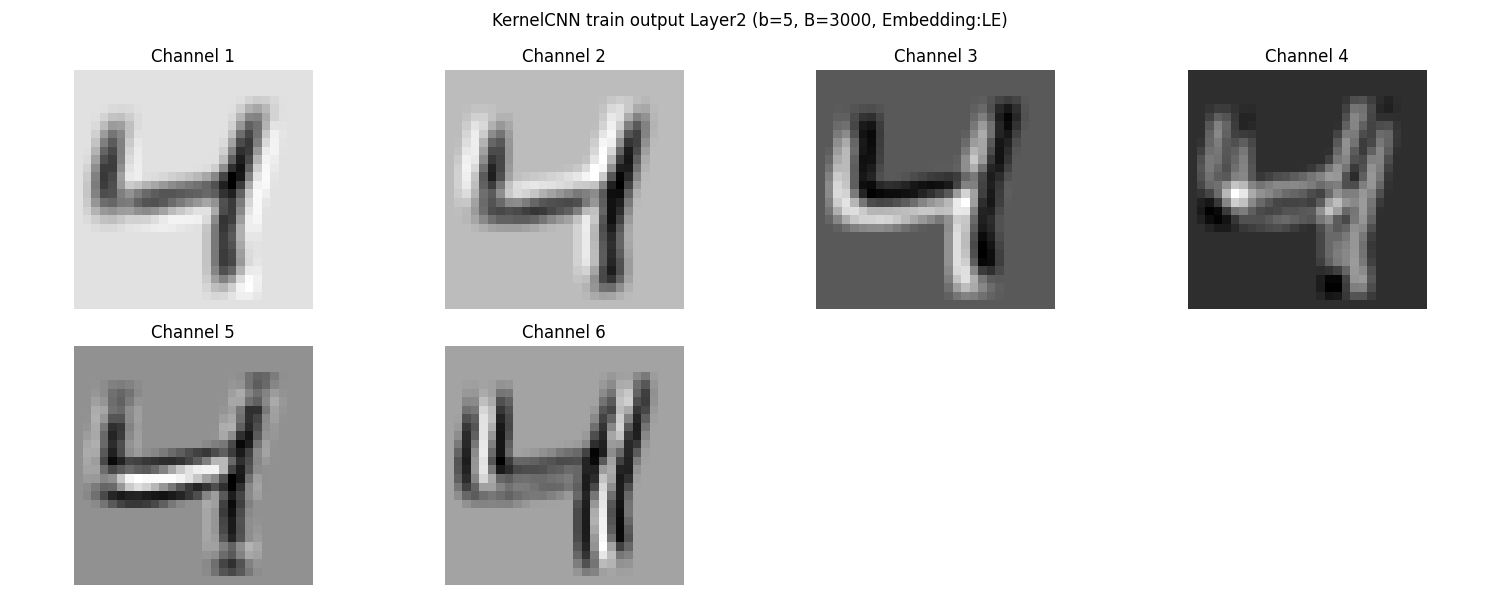 KernelCNN train output Layer2 (b=5, B=3000, Embedding:LE)
Channel 1
Channel 2
Channel 3
Channel 4
Channel 5
Channel 6